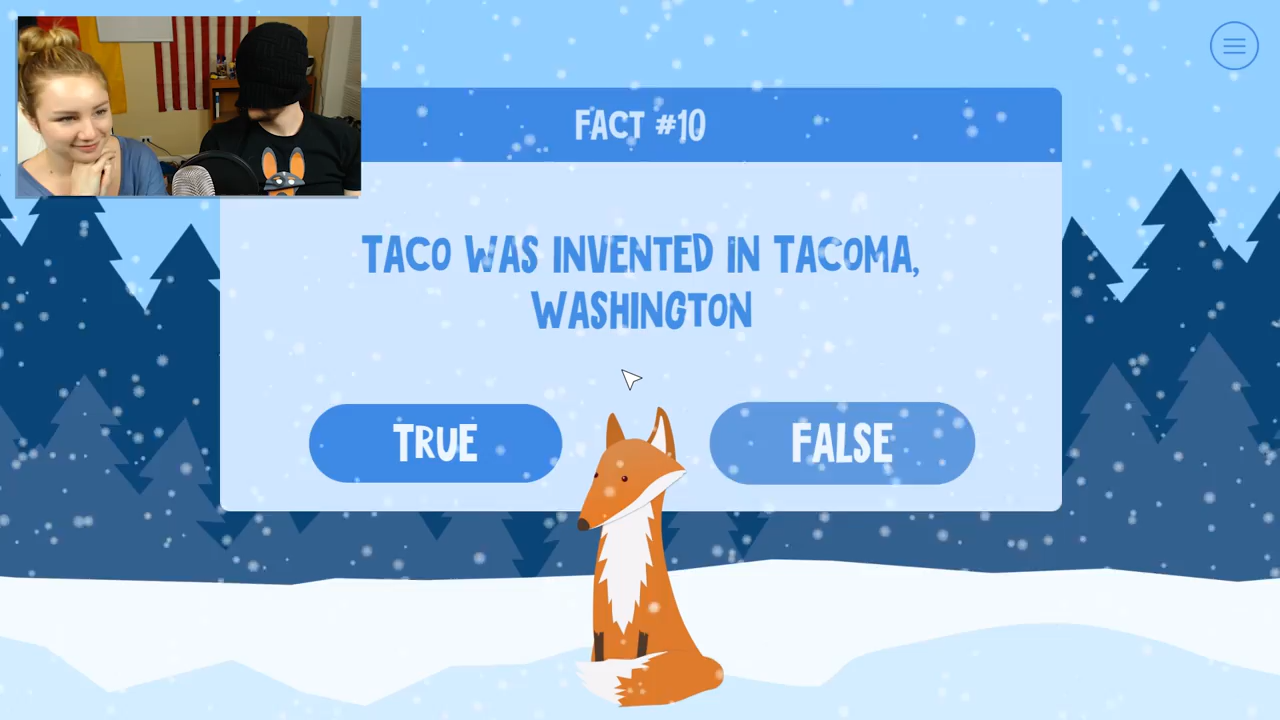 FACT #10
TACO WAS INVENTED IN TACOMA,
WASHINGTON
TRUE
FALSE